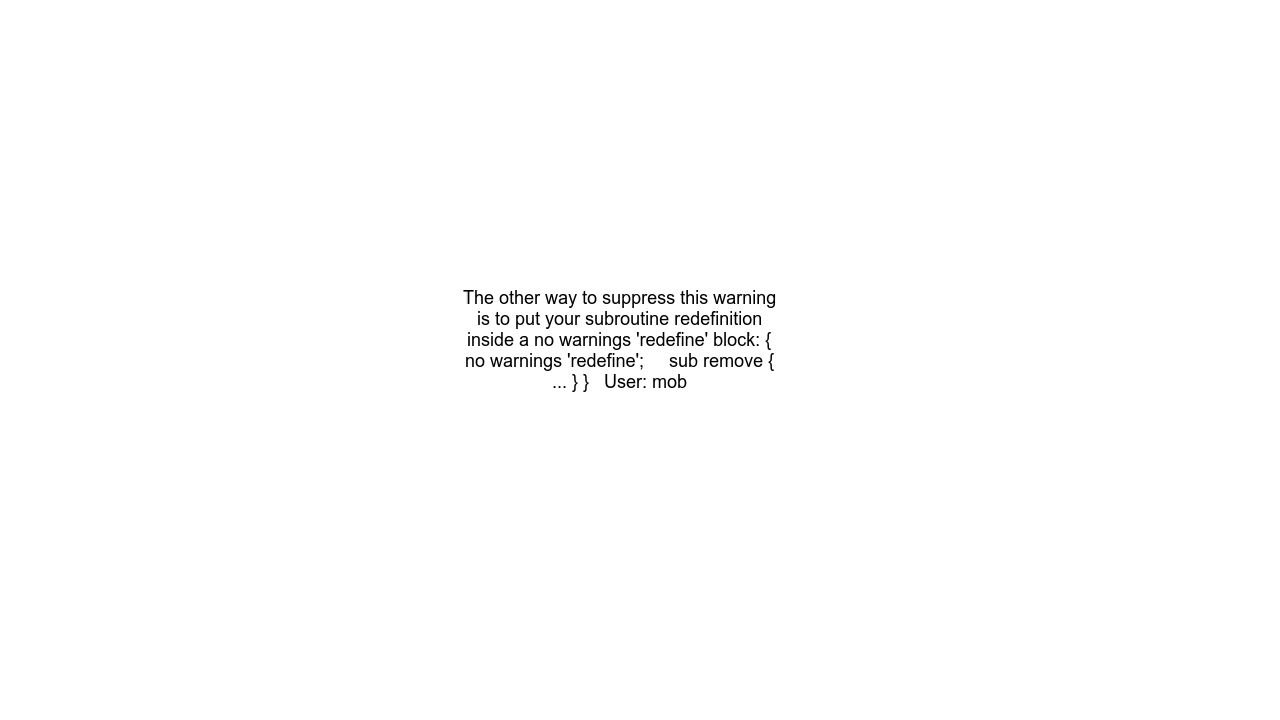 The other way to suppress this warning
is to put your subroutine redefinition
inside a no warnings 'redefine' block: {
no warnings 'redefine';     sub remove {
... } }   User: mob